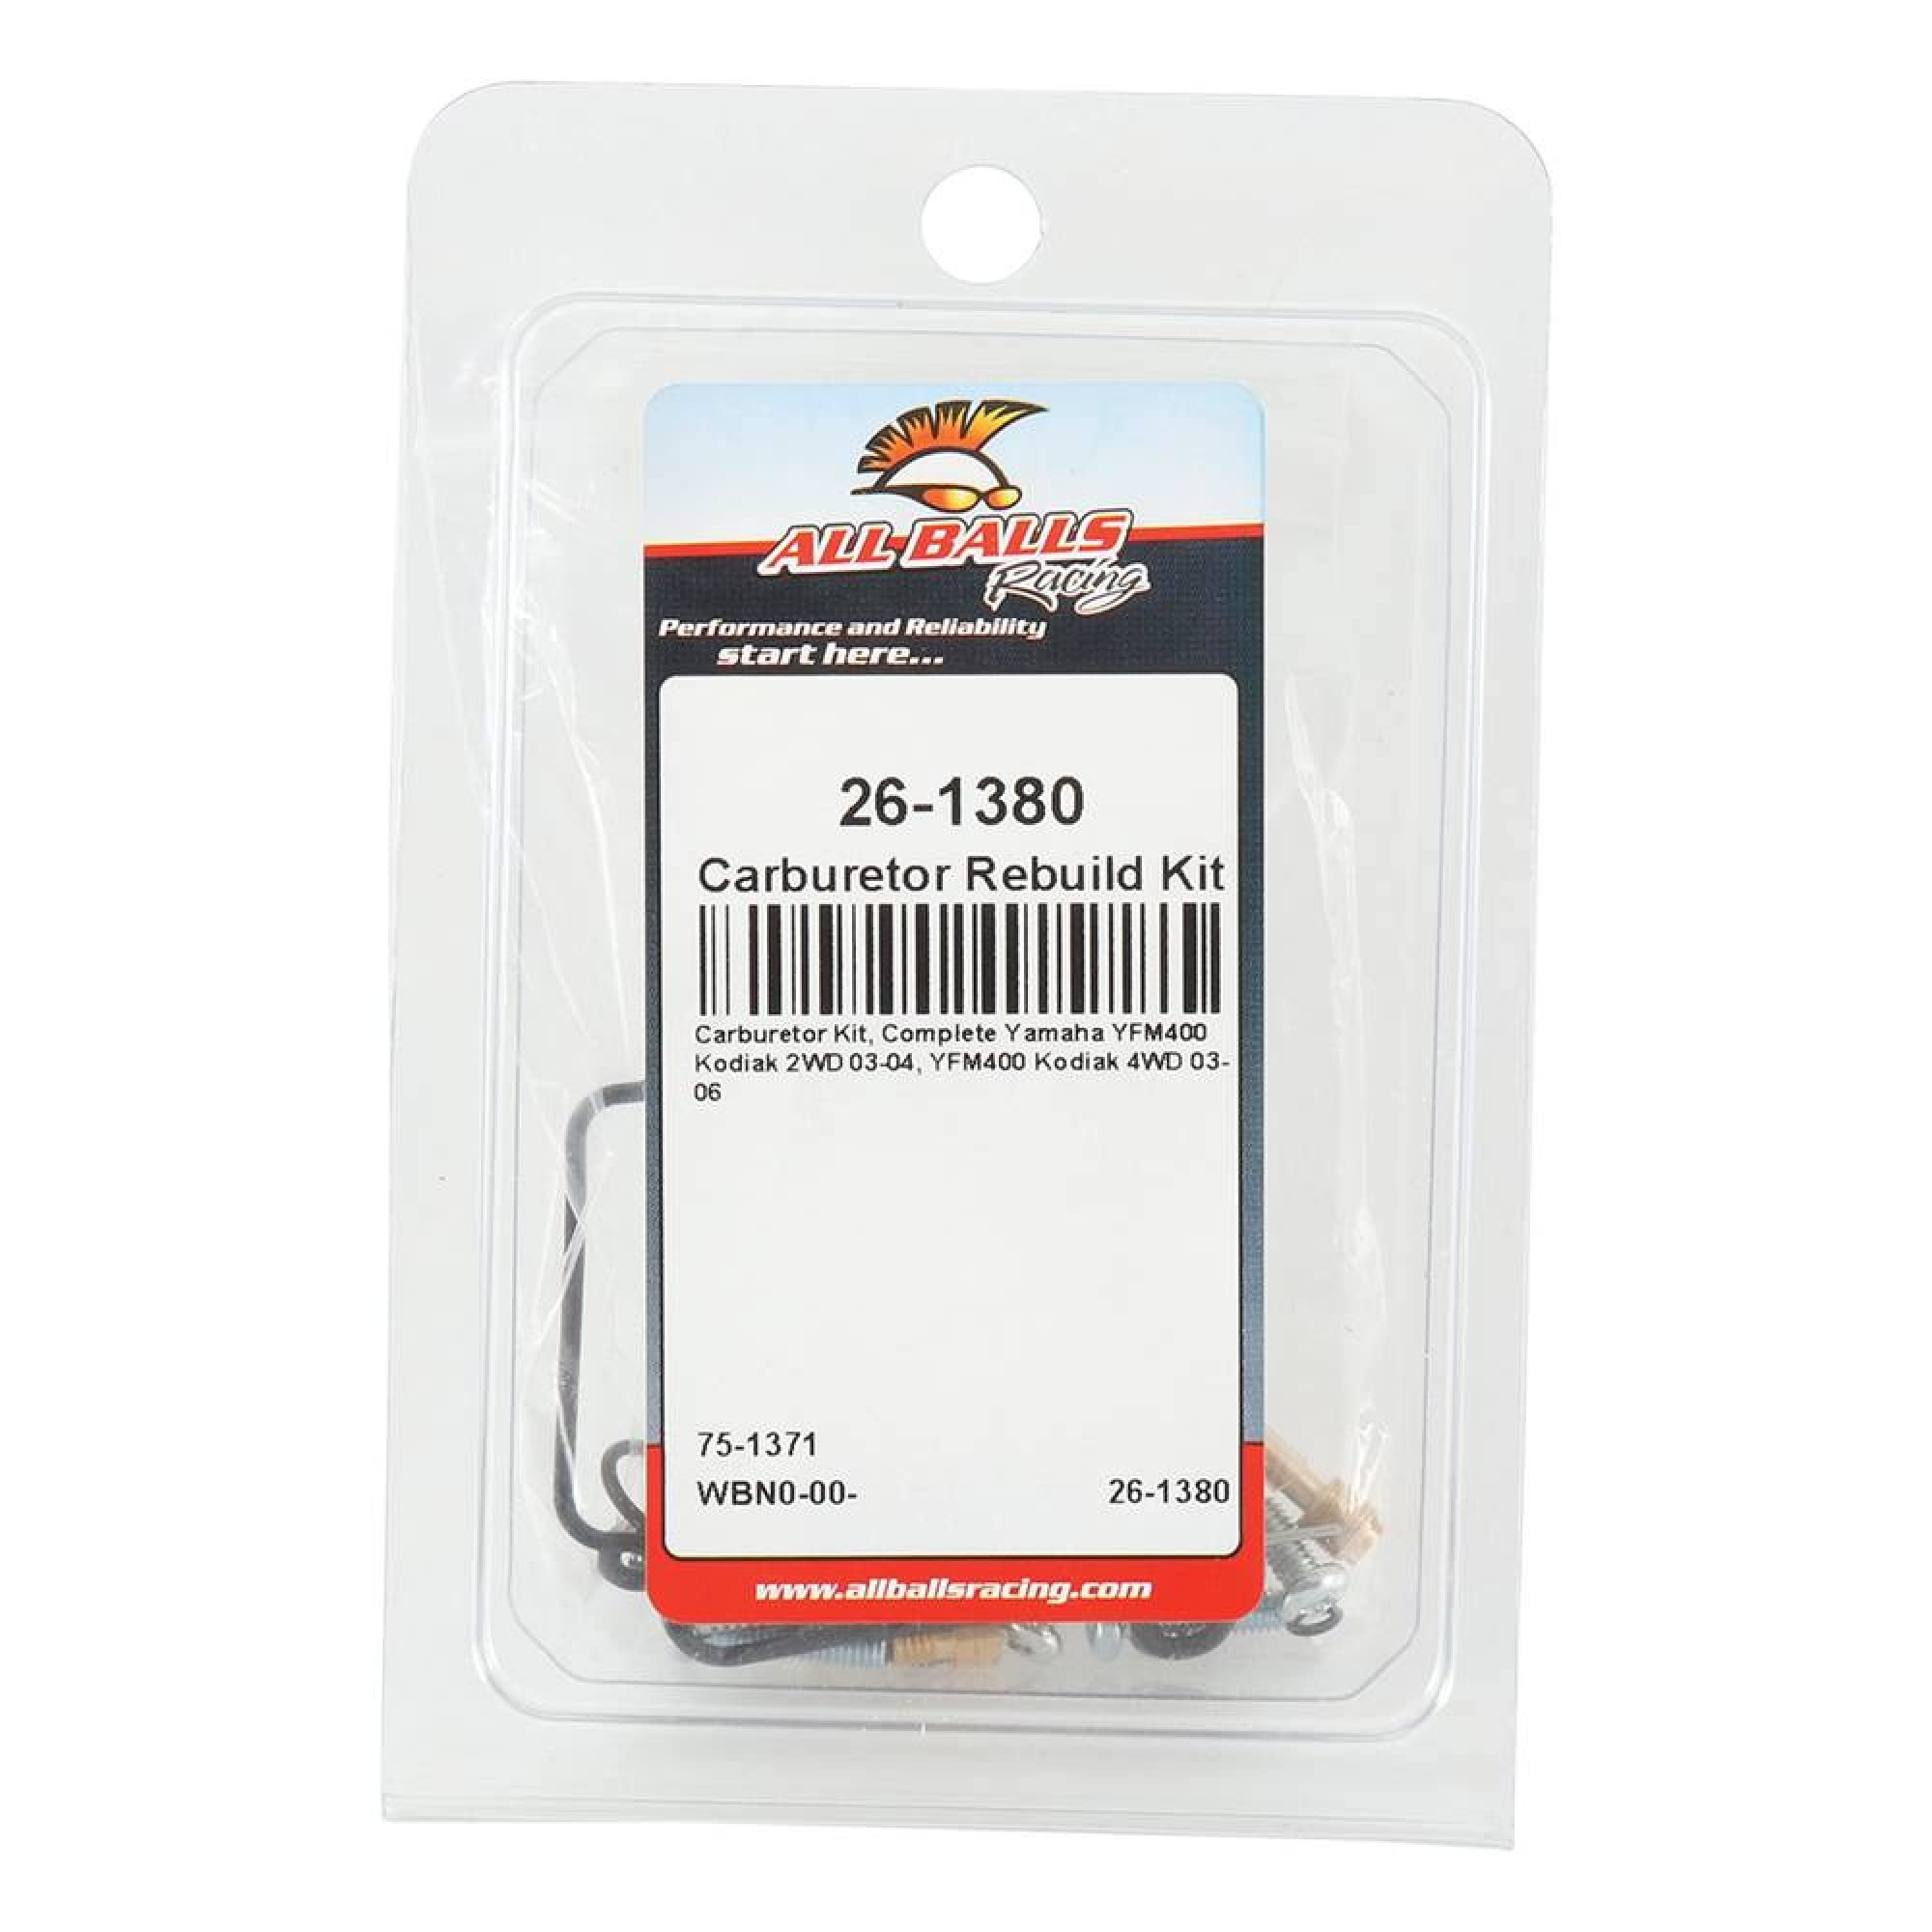 ALL BALLS
Racing
Performance and Reliability
start here...
26-1380
Carburetor Rebuild Kit
Carburetor Kit, Complete Yamaha YFM400
Kodiak 2WD 03-04, YFM400 Kodiak 4WD 03-
06
75-1371
WBN0-00- 26-1380
www.allballsracing.com